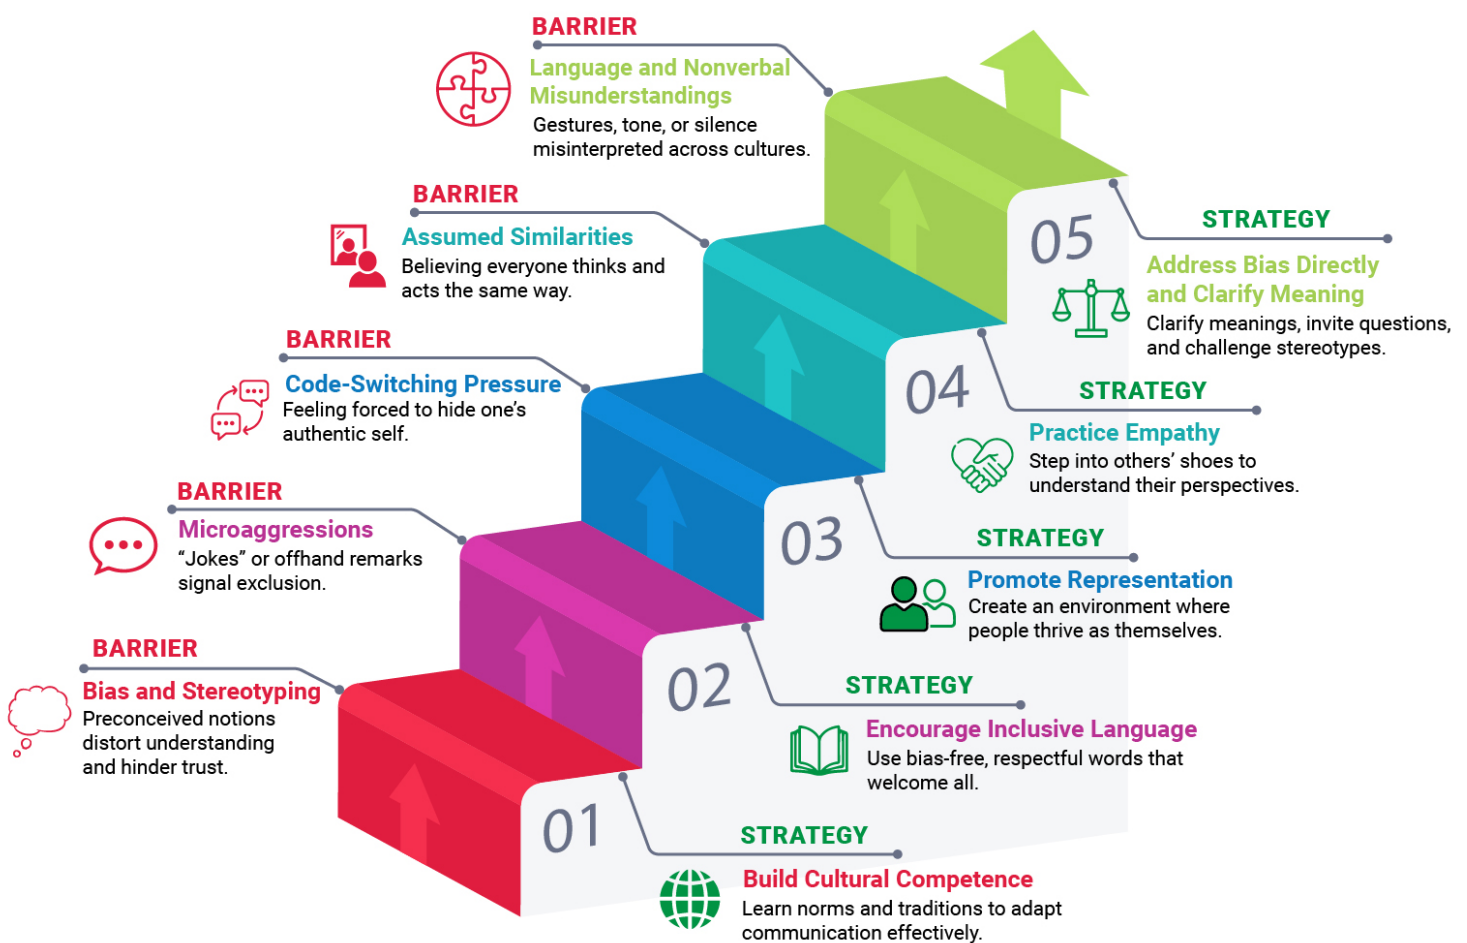 BARRIER
Language and Nonverbal
Misunderstandings
Gestures, tone, or silence
misinterpreted across cultures.
BARRIER
Assumed Similarities
Believing everyone thinks and
acts the same way.
BARRIER
Code-Switching Pressure
Feeling forced to hide one’s
authentic self.
BARRIER
Microaggressions
“Jokes” or offhand remarks
signal exclusion.
BARRIER
Bias and Stereotyping
Preconceived notions
distort understanding
and hinder trust.
05
STRATEGY
Address Bias Directly
and Clarify Meaning
Clarify meanings, invite questions,
and challenge stereotypes.
04
STRATEGY
Practice Empathy
Step into others’ shoes to
understand their perspectives.
03
STRATEGY
Promote Representation
Create an environment where
people thrive as themselves.
02
STRATEGY
Encourage Inclusive Language
Use bias-free, respectful words that
welcome all.
01
STRATEGY
Build Cultural Competence
Learn norms and traditions to adapt
communication effectively.